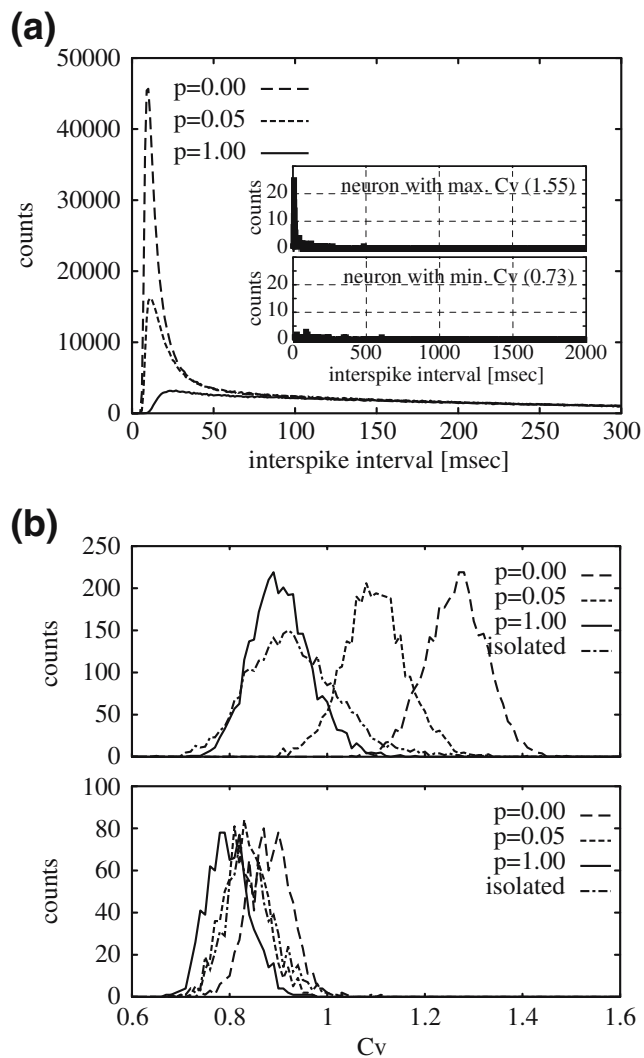 (a)
50000
40000
30000
20000
10000
0
counts
p=0.00
p=0.05
p=1.00
20
10
0
counts
neuron with max. Cv (1.55)
20
10
0
counts
neuron with min. Cv (0.73)
0 500 1000 1500 2000
interspike interval [msec]
0 50 100 150 200 250 300
interspike interval [msec]
(b)
250
200
150
100
50
0
counts
p=0.00
p=0.05
p=1.00
isolated
100
80
60
40
20
0
counts
p=0.00
p=0.05
p=1.00
isolated
0.6 0.8 1 1.2 1.4 1.6
Cv